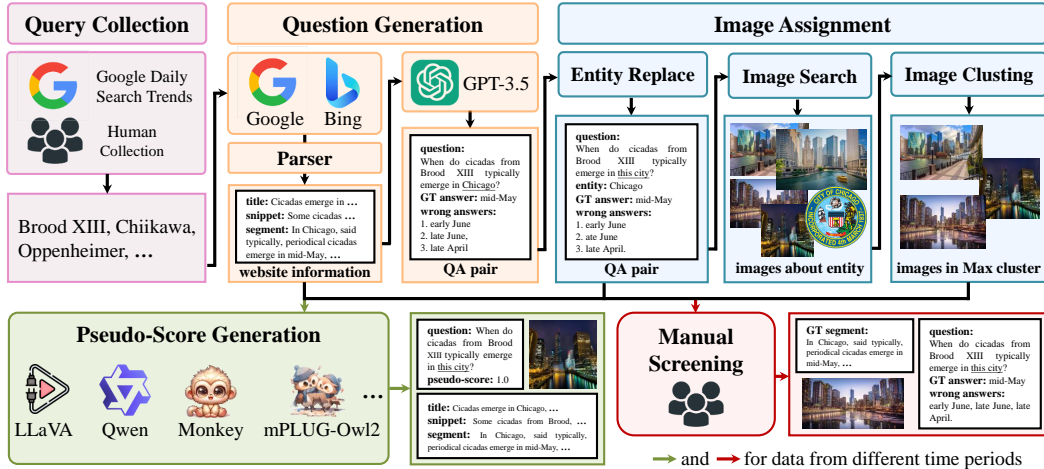 Query Collection
Google Daily
Search Trends
Human
Collection
Brood XIII, Chiikawa,
Oppenheimer, ...
Question Generation
Google
Bing
Parser
title: Cicadas emerge in ...
snippet: Some cicadas ...
segment: In Chicago, said
typically, periodical cicadas
emerge in mid-May, ...
website information
GPT-3.5
question:
When do cicadas from
Brood XIII typically
emerge in Chicago?
GT answer: mid-May
wrong answers:
1. early June
2. late June,
3. late April
QA pair
Image Assignment
Entity Replace
question:
When do cicadas from
Brood XIII typically
emerge in this city?
entity: Chicago
GT answer: mid-May
wrong answers:
1. early June
2. ate June,
3. late April.
QA pair
Image Search
CITY OF CHICAGO
INCORPORATED 4th MARCH 1837
images about entity
Image Clusting
images in Max cluster
Pseudo-Score Generation
LLaVA
Qwen
Monkey
mPLUG-Owl2
...
question: When do
cicadas from Brood
XIII typically emerge
in this city?
pseudo-score: 1.0
title: Cicadas emerge in Chicago, ...
snippet: Some cicadas from Brood, ...
segment: In Chicago, said typically,
periodical cicadas emerge in mid-May, ...
Manual
Screening
GT segment:
In Chicago, said typically,
periodical cicadas emerge in
mid-May, ...
question:
When do cicadas from
Brood XIII typically
emerge in this city?
GT answer: mid-May
wrong answers:
early June, late June, late
April.
and
for data from different time periods